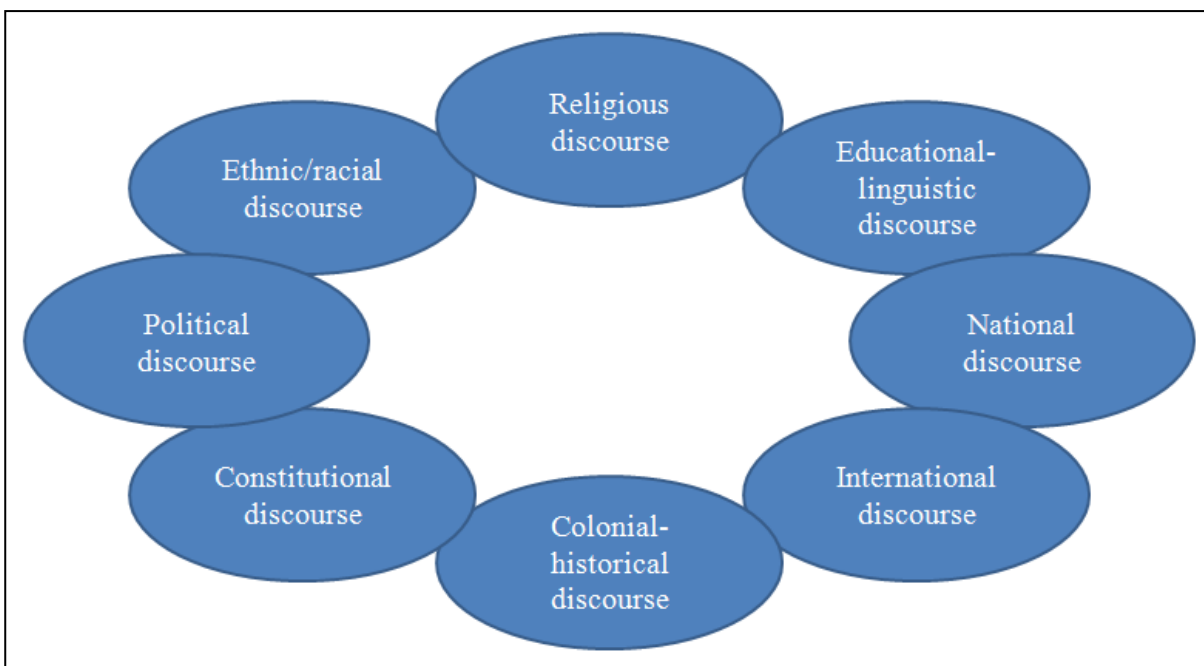 Religious
discourse
Educational-
linguistic
discourse
National
discourse
International
discourse
Colonial-
historical
discourse
Constitutional
discourse
Political
discourse
Ethnic/racial
discourse